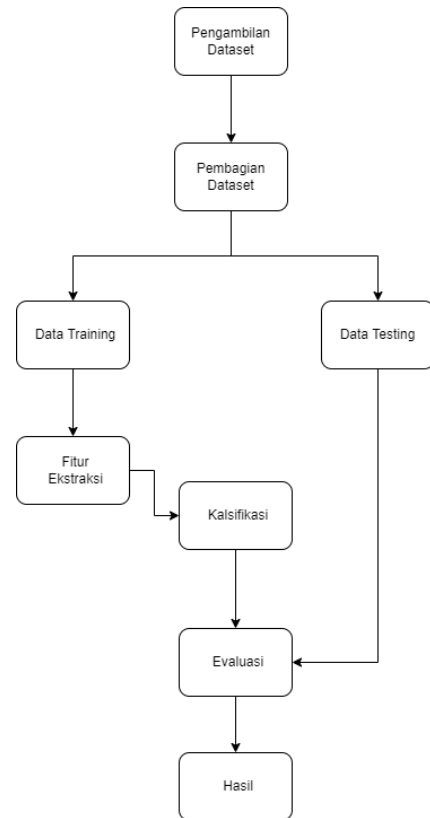 Pengambilan
Dataset
Pembagian
Dataset
Data Training
Data Testing
Fitur
Ekstraksi
Kalsifikasi
Evaluasi
Hasil